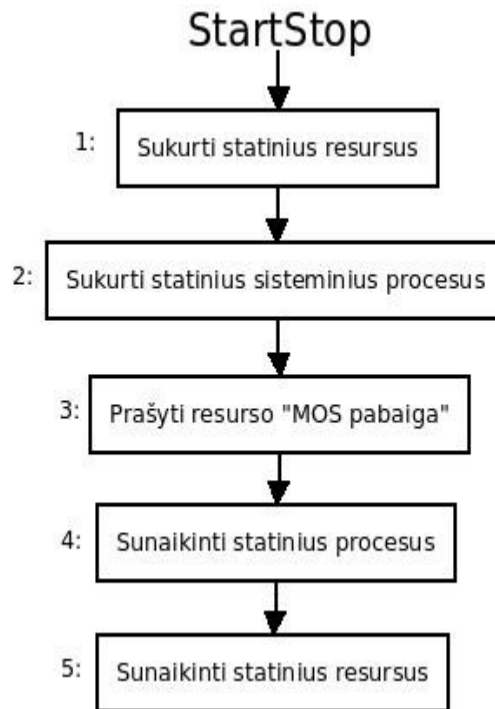 StartStop
1: Sukurti statinius resursus
2: Sukurti statinius sisteminius procesus
3: Prašyti resurso "MOS pabaiga"
4: Sunaikinti statinius procesus
5: Sunaikinti statinius resursus